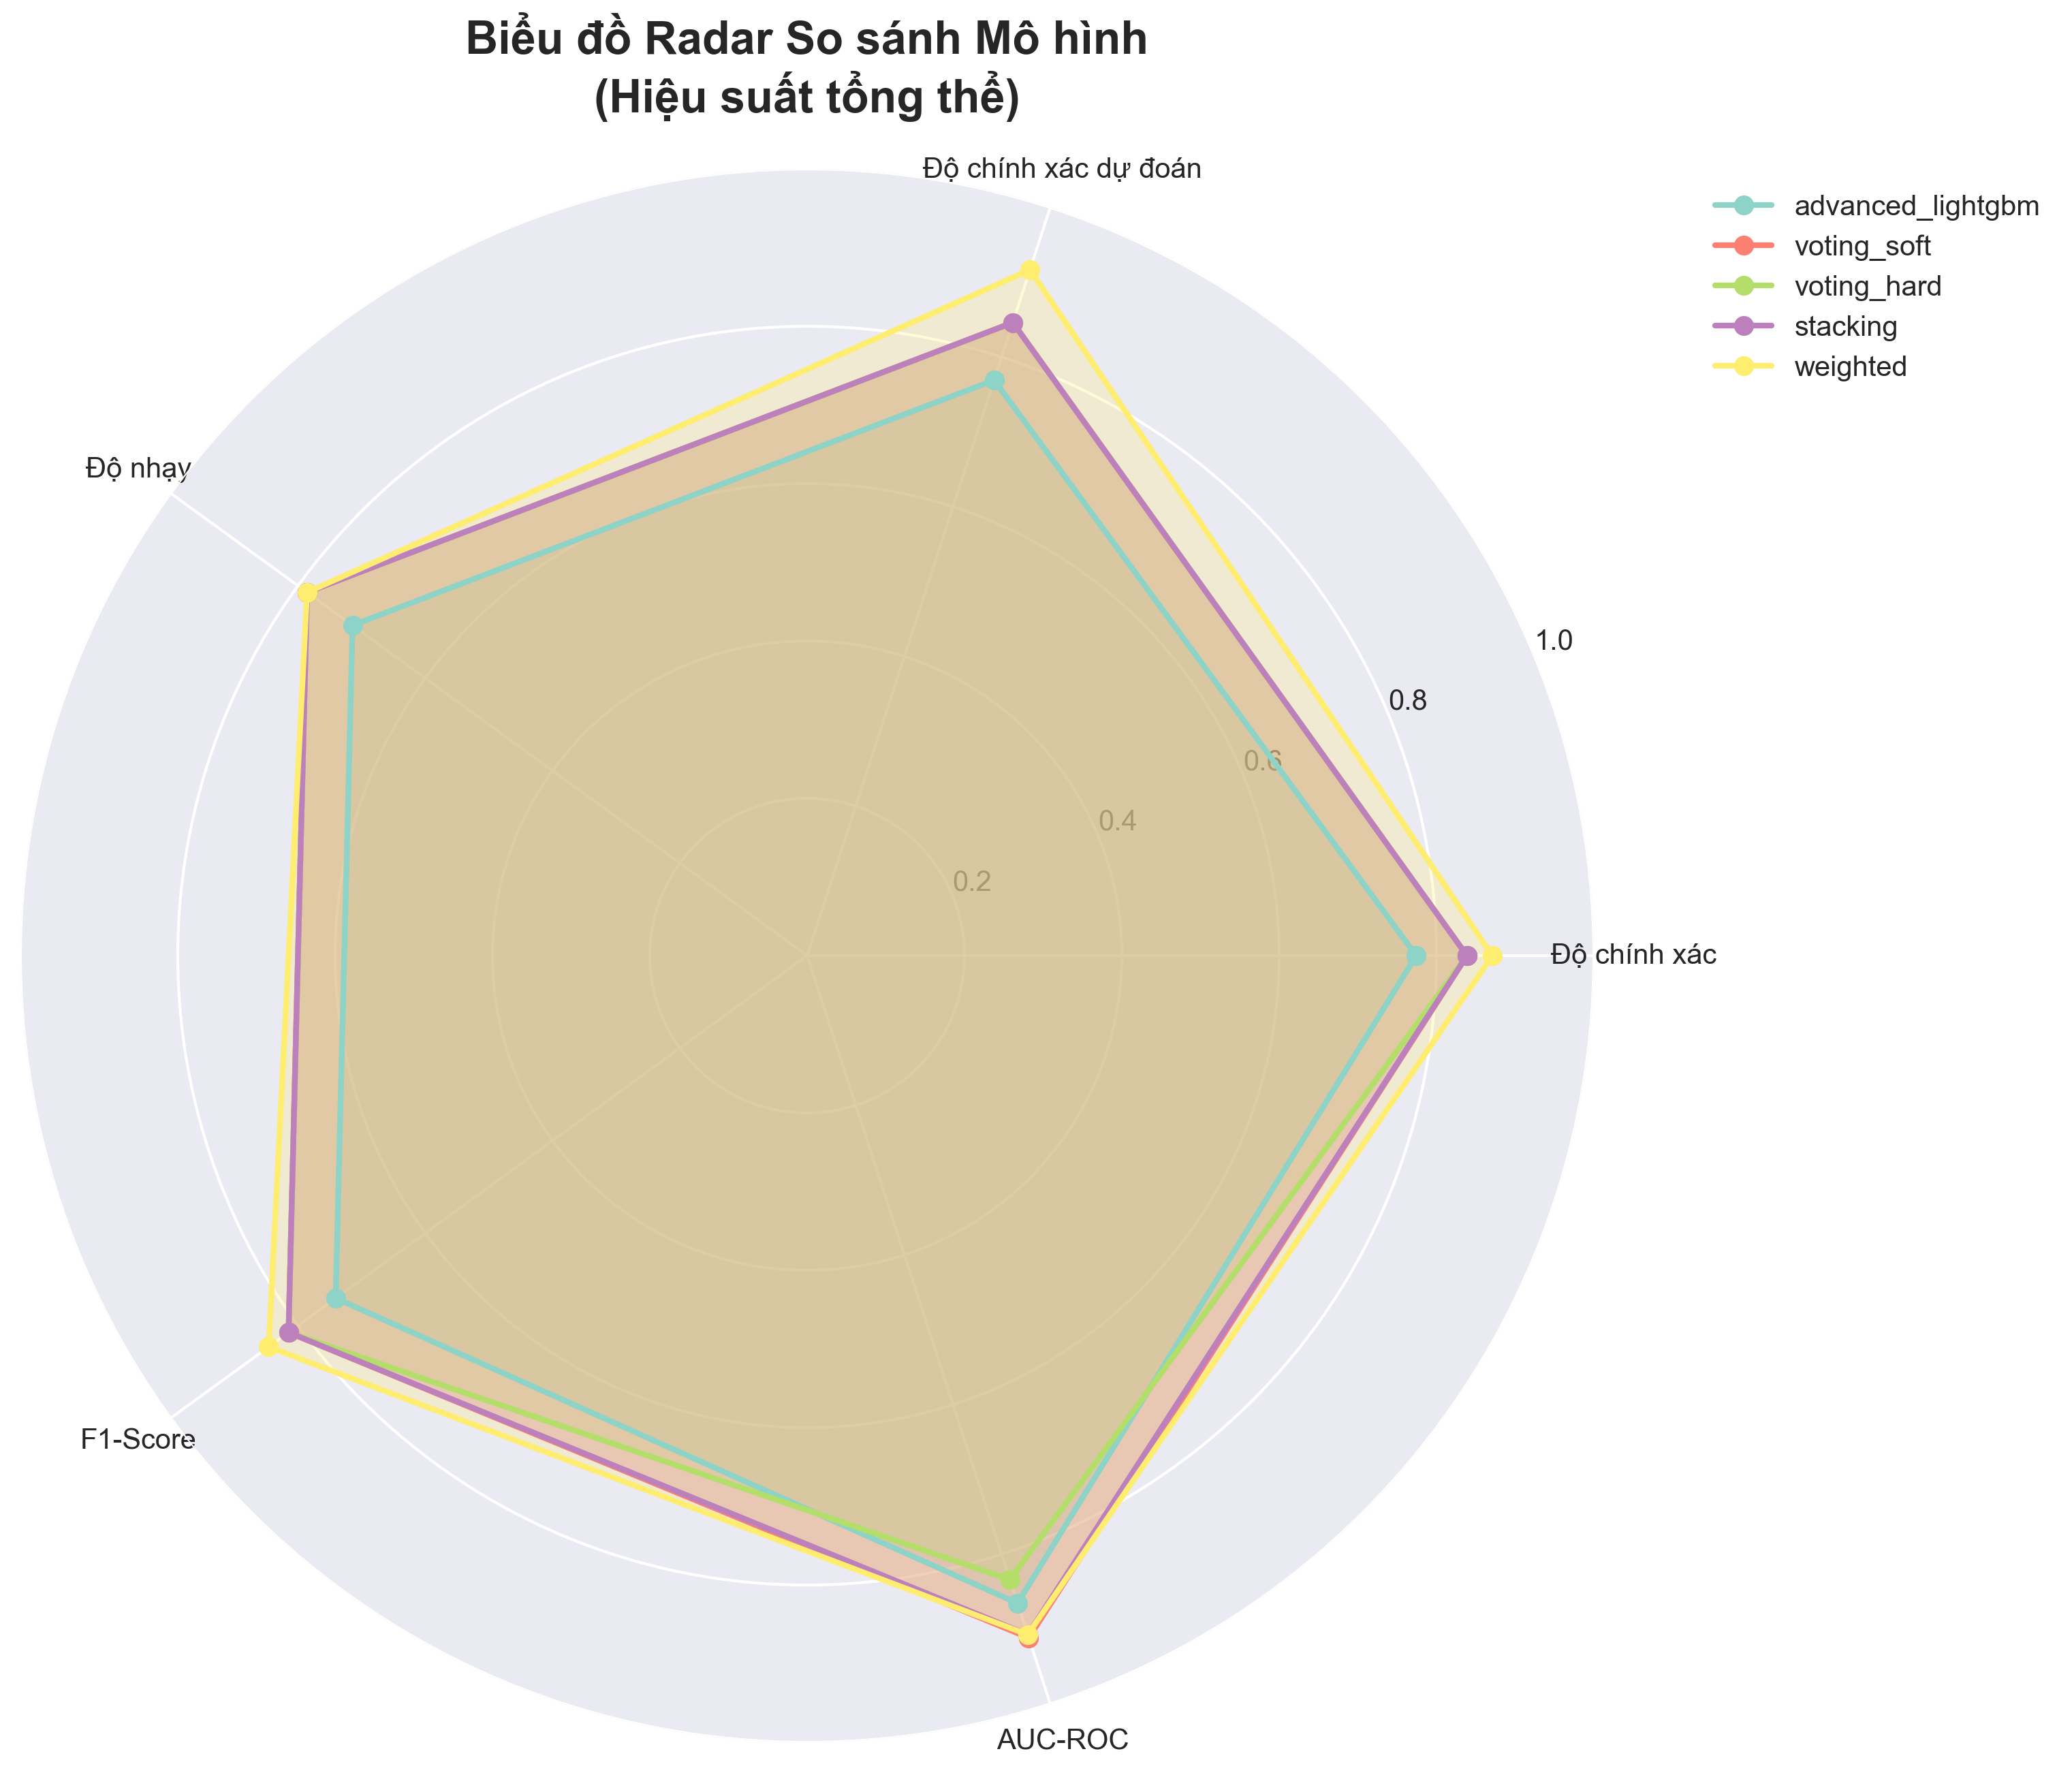 Biểu đồ Radar So sánh Mô hình
(Hiệu suất tổng thể)
Độ chính xác dự đoán
advanced_lightgbm
voting_soft
voting_hard
stacking
weighted
Độ nhạy
1.0
0.8
0.6
0.4
0.2
Độ chính xác
F1-Score
AUC-ROC